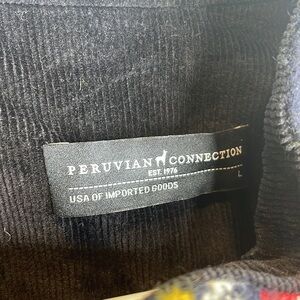 PERUVIAN CONNECTION
EST. 1976
L
USA OF IMPORTED GOODS